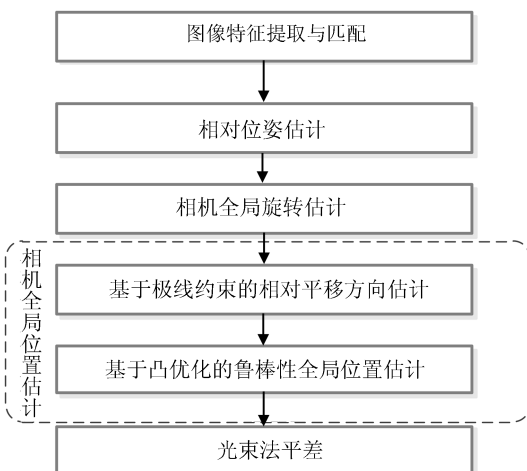 图像特征提取与匹配
相对位姿估计
相机全局旋转估计
相机全局位置估计
基于极线约束的相对平移方向估计
基于凸优化的鲁棒性全局位置估计
光束法平差